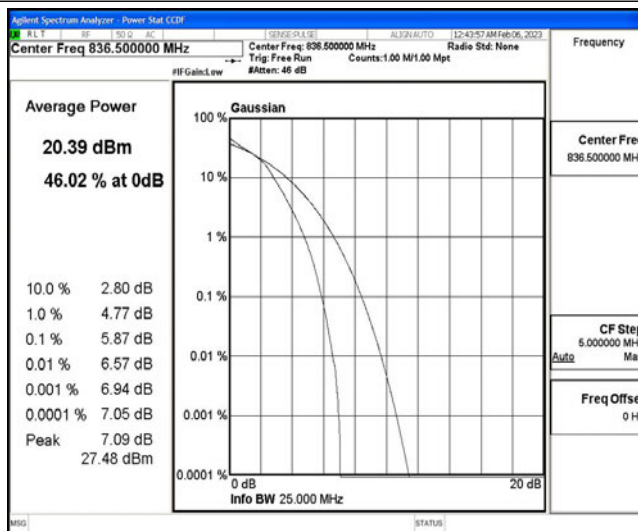 Agilent Spectrum Analyzer - Power Stat CCDF
RLT RF 50 Ω AC SENSE:PULSE ALIGN AUTO 12:43:57 AM Feb 06, 2023
Center Freq 836.500000 MHz
Center Freq: 836.500000 MHz Radio Std: None
Trig: Free Run Counts:1.00 M/1.00 Mpt
#IFGain:Low #Atten: 46 dB
Frequency
Average Power
20.39 dBm
46.02 % at 0dB
10.0 % 2.80 dB
1.0 % 4.77 dB
0.1 % 5.87 dB
0.01 % 6.57 dB
0.001 % 6.94 dB
0.0001 % 7.05 dB
Peak 7.09 dB
27.48 dBm
Gaussian
100 %
10 %
1 %
0.1 %
0.01 %
0.001 %
0.0001 %
0 dB 20 dB
Info BW 25.000 MHz
Center Fre
836.500000 MH
CF Step
5.000000 MH
Auto Ma
Freq Offse
0 H
MSG STATUS